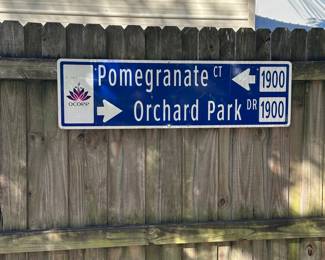 Pomegranate CT 1900
Orchard Park DR 1900